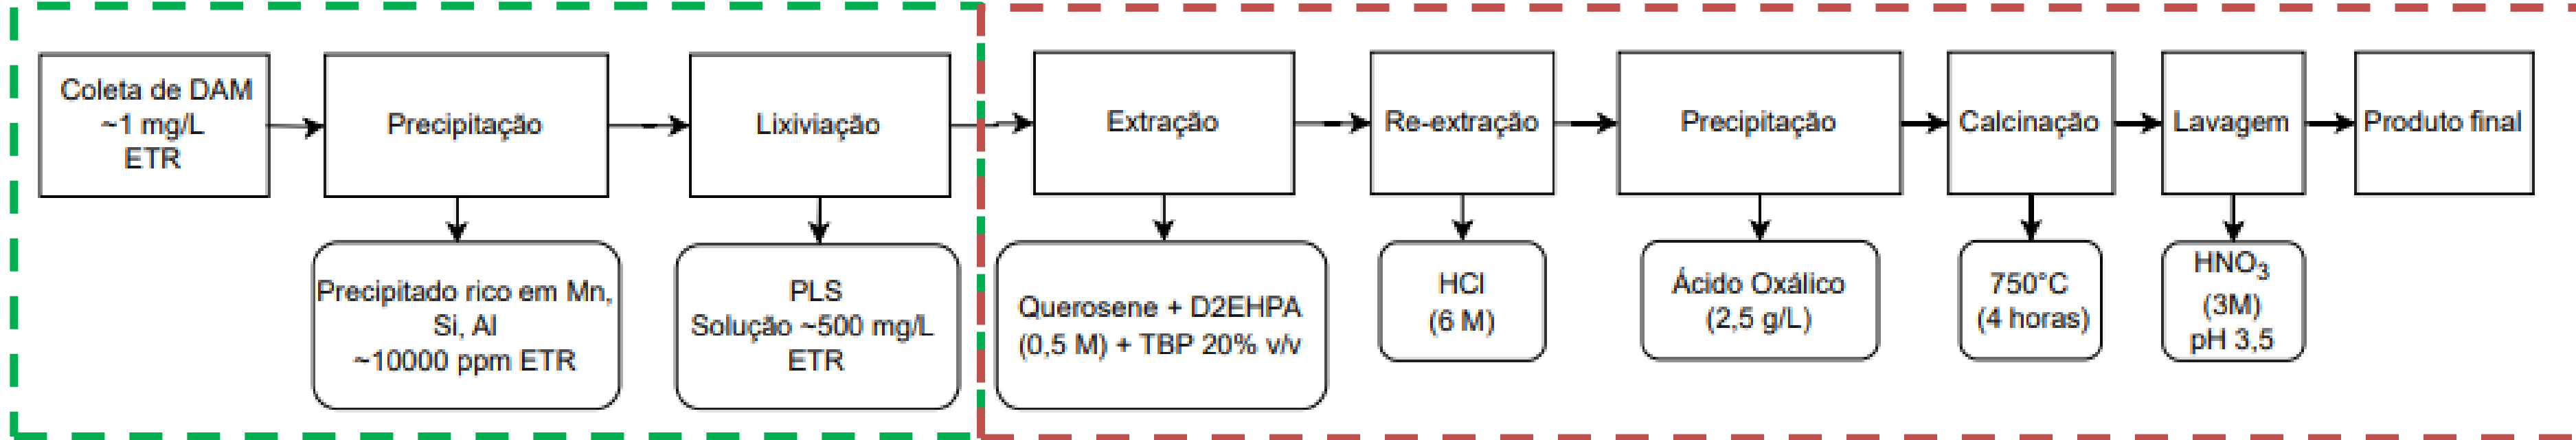 Coleta de DAM
~1 mg/L
ETR
Precipitação
Lixiviação
Extração
Re-extração
Precipitação
Calcinação
Lavagem
Produto final
Precipitado rico em Mn,
Si, Al
~10000 ppm ETR
PLS
Solução ~500 mg/L
ETR
Querosene + D2EHPA
(0,5 M) + TBP 20% v/v
HCl
(6 M)
Ácido Oxálico
(2,5 g/L)
750°C
(4 horas)
HNO₃
(3M)
pH 3,5